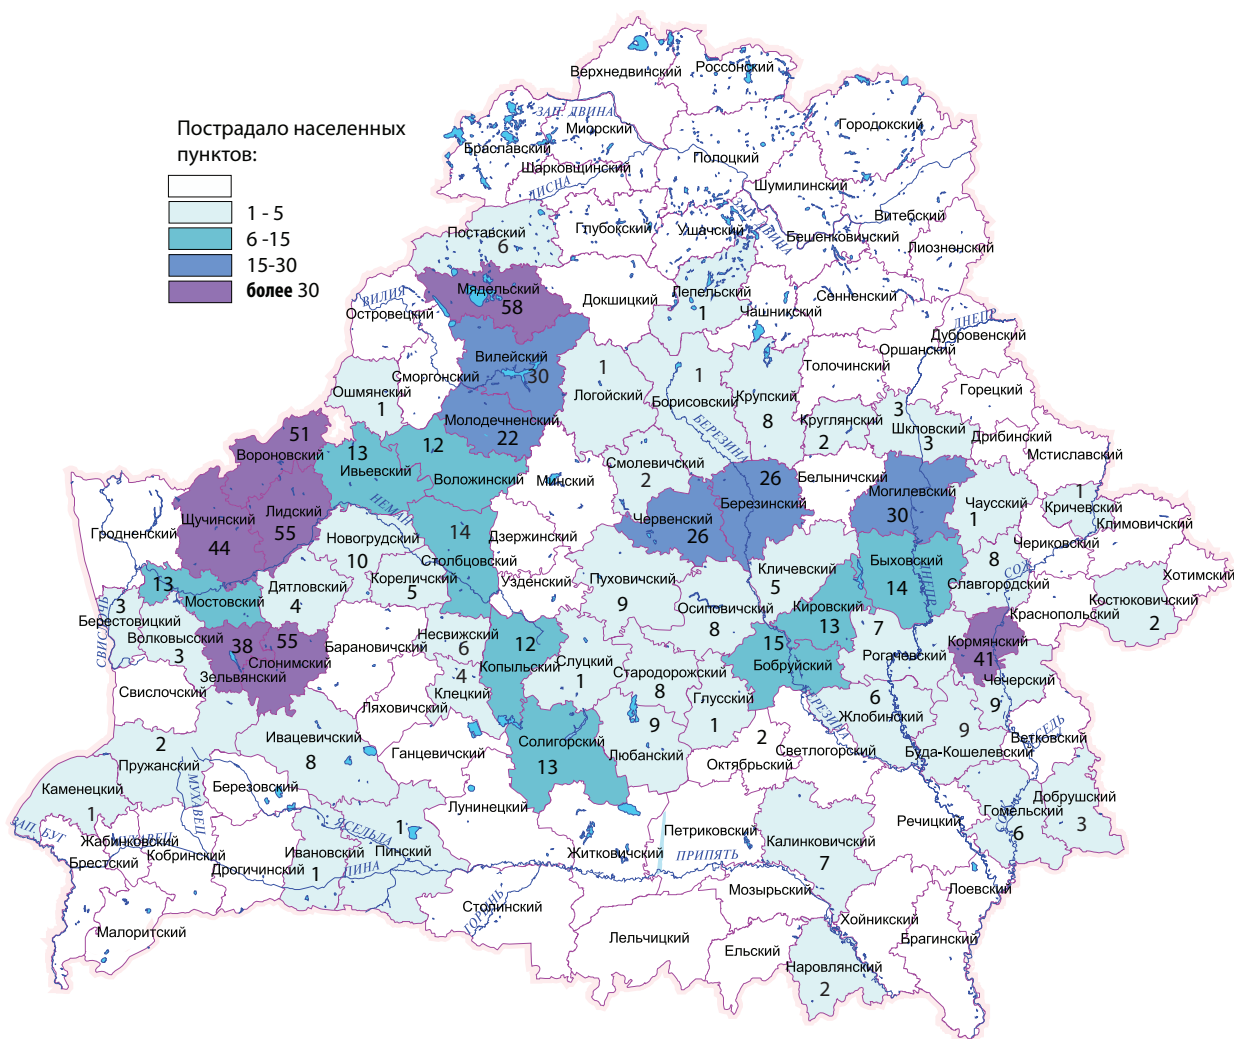 Пострадало населенных
пунктов:
1 - 5
6 -15
15-30
более 30
Верхнедвинский
Россонский
ЗАП. ДВИНА
Миорский
Городокский
Браславский
Полоцкий
Шарковщинский
ДИСНА
Шумилинский
ЗАП. ДВИНА
Витебский
Поставский
6
Глубокский
Ушачский
Бешенковичский
Лиозненский
Мядельский
58
ВИЛИЯ
Островецкий
Докшицкий
Лепельский
1
Чашникский
Сенненский
ДНЕПР
Дубровенский
Оршанский
Вилейский
30
Сморгонский
Толочинский
Ошмянский
1
1
Логойский
1
Борисовский
Крупский
8
Горецкий
Молодечненский
22
БЕРЕЗИНА
Круглянский
2
3
Шкловский
3
Дрибинский
Мстиславский
51
Вороновский
13
Ивьевский
12
Воложинский
Минский
Смолевичский
2
26
Березинский
Белыничский
Могилевский
30
Чаусский
1
1
Кричевский
Климовичский
Гродненский
Щучинский
44
Лидский
55
НЕМАН
Новогрудский
10
14
Столбцовский
Дзержинский
Червенский
26
Чериковский
13
Мостовский
Дятловский
4
Кореличский
5
Узденский
Пуховичский
9
Кличевский
5
Быховский
14
ДНЕПР
8
Славгородский
СОЖ
Хотимский
Костюковичский
2
Краснопольский
СВИСЛОЧЬ
3
Берестовицкий
Волковысский
3
38
Зельвянский
55
Слонимский
Барановичский
Несвижский
6
Осиповичский
8
Кировский
13
7
Рогачевский
Кормянский
41
12
Копыльский
Слуцкий
1
Стародорожский
8
15
Бобруйский
Чечерский
9
Свислочский
Ляховичский
4
Клецкий
Глусский
1
6
Жлобинский
БЕРЕЗИНА
9
Буда-Кошелевский
Ветковский
БЕСЕДЬ
2
Пружанский
Ивацевичский
8
Ганцевичский
Солигорский
13
9
Любанский
2
Октябрьский
Светлогорский
Каменецкий
1
МУХАВЕЦ
Березовский
Лунинецкий
Добрушский
3
Гомельский
6
СОЖ
ЗАП. БУГ
Жабинковский
МУХАВЕЦ
Брестский
Кобринский
Дрогичинский
ЯСЕЛЬДА
Ивановский
1
1
Пинский
ПИНА
Житковичский
Петриковский
ПРИПЯТЬ
Калинковичский
7
Речицкий
Малоритский
Столинский
ГОРЫНЬ
Мозырьский
Лоевский
Лельчицкий
Ельский
Хойникский
Брагинский
Наровлянский
2